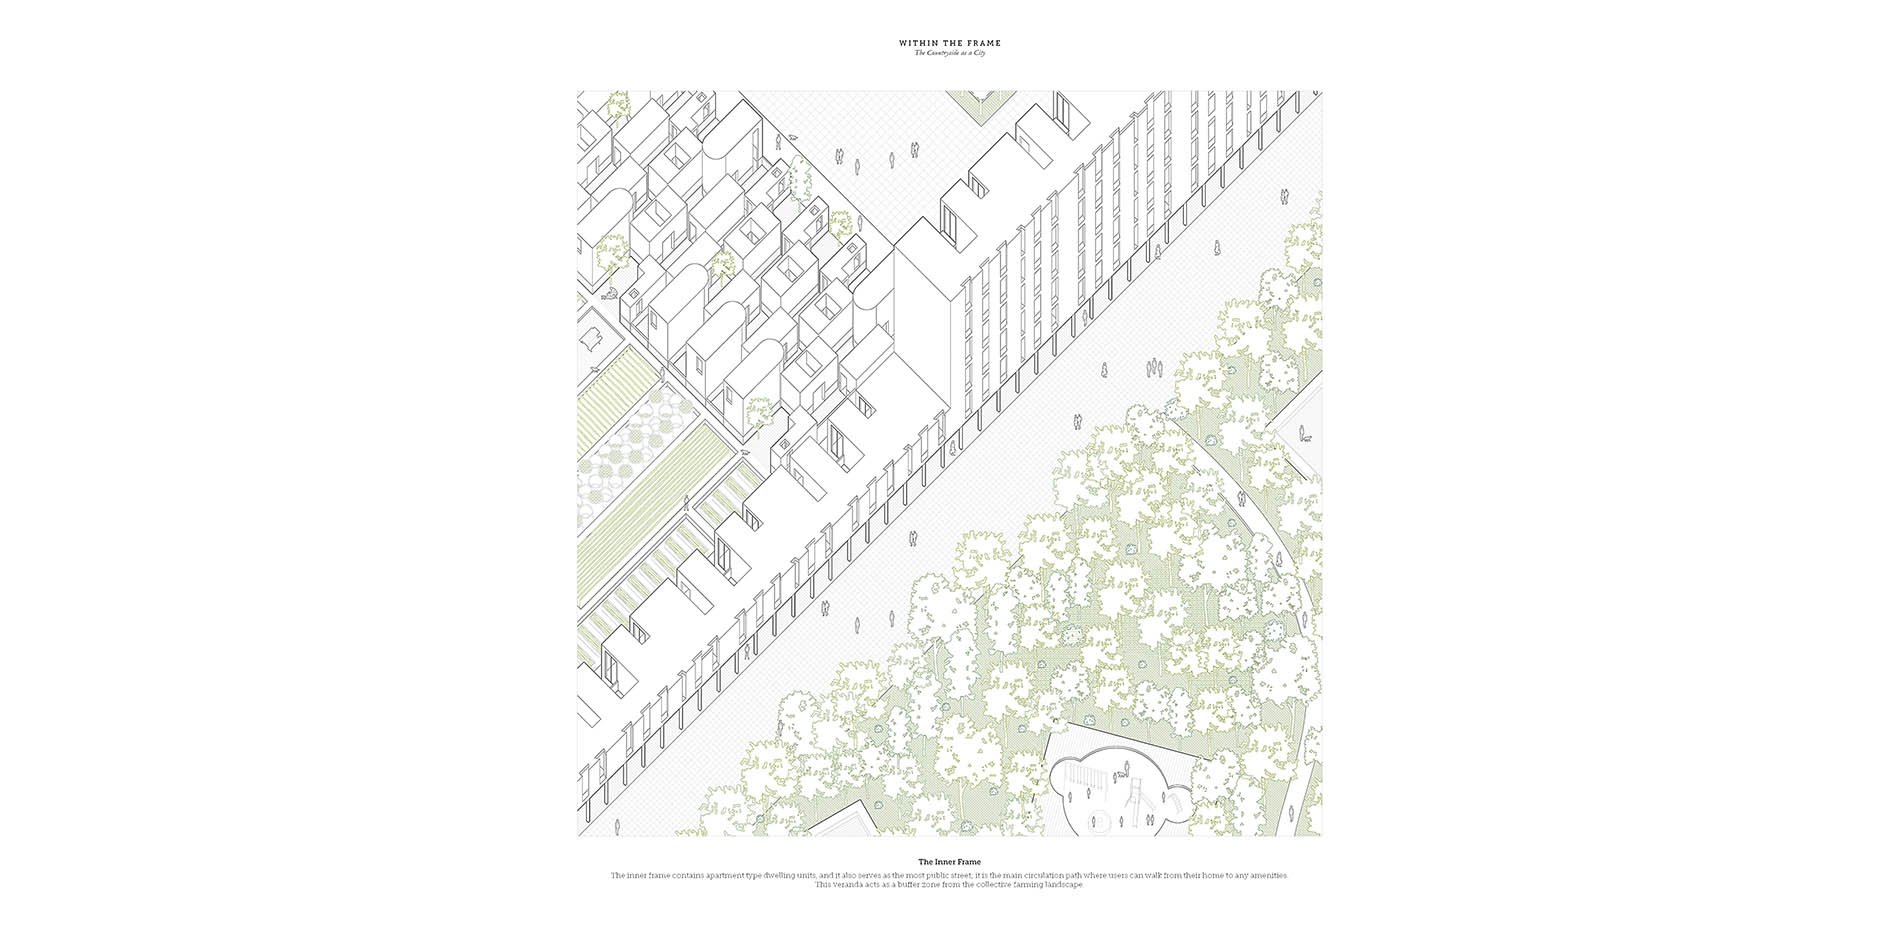 WITHIN THE FRAME
The Countryside as a City
The Inner Frame
The inner frame contains apartment type dwelling units, and it also serves as the most public street; it is the main circulation path where users can walk from their home to any amenities.
This veranda acts as a buffer zone from the collective farming landscape